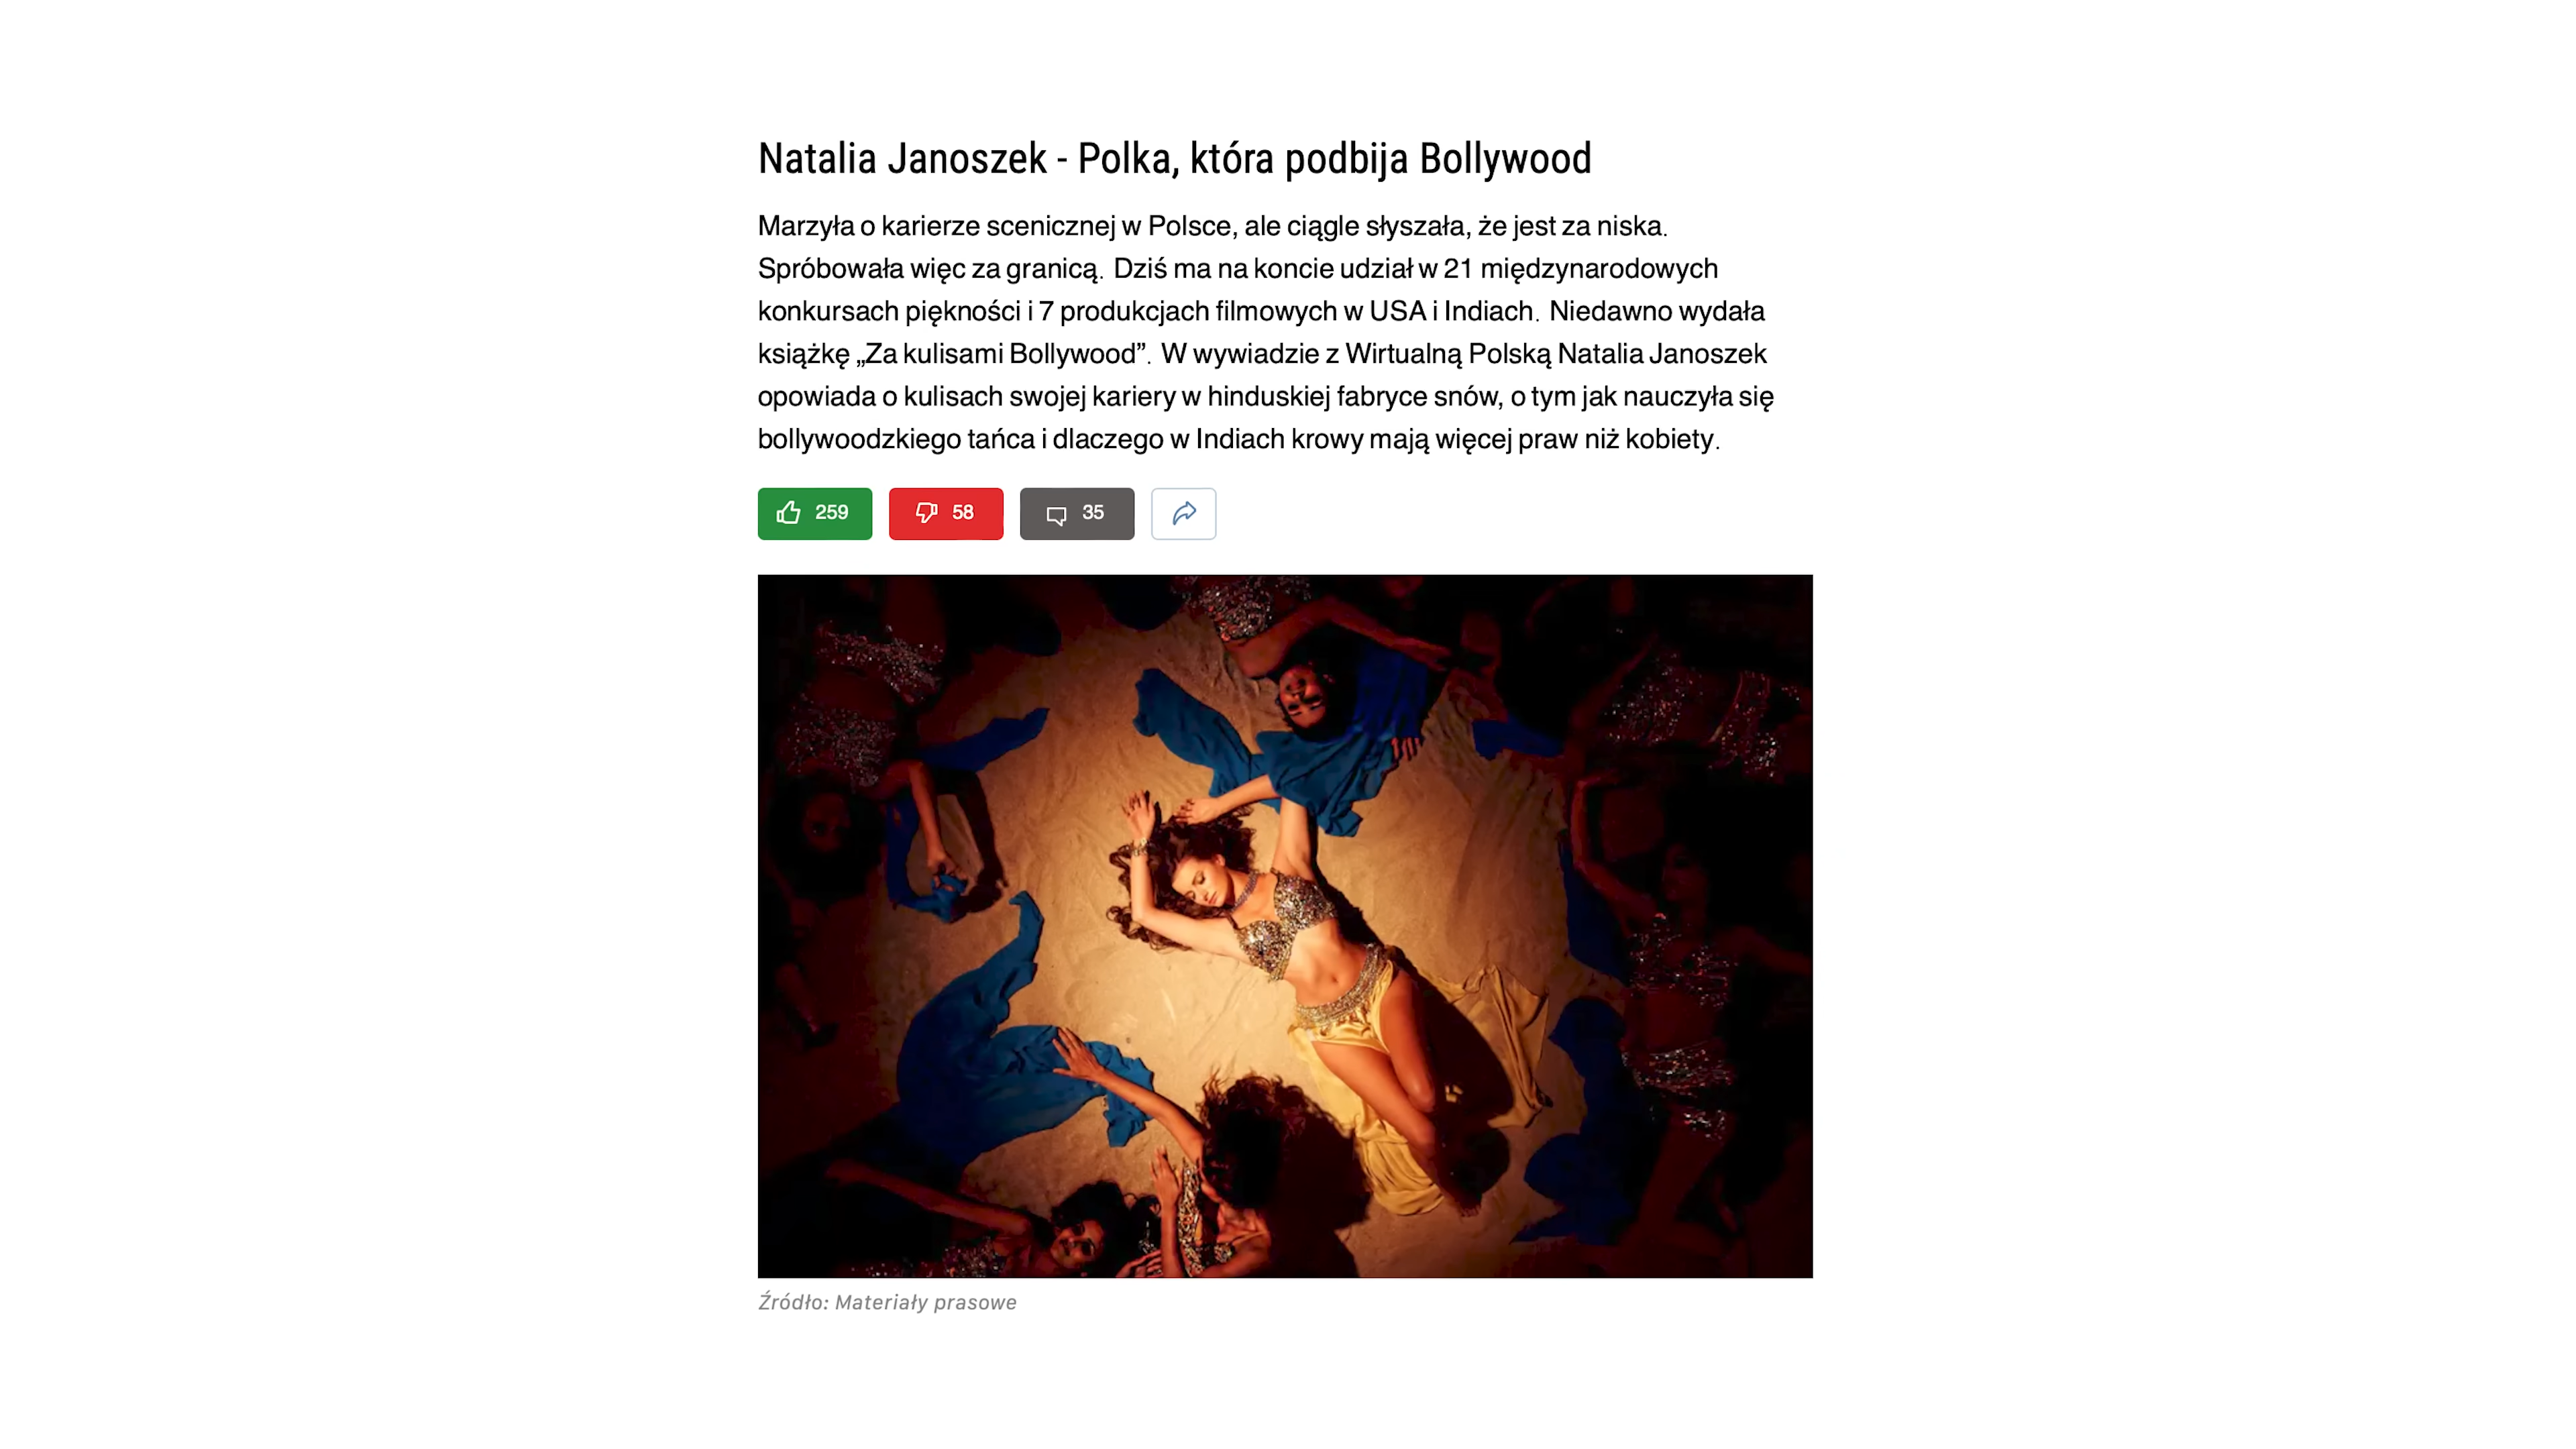 Natalia Janoszek - Polka, która podbija Bollywood
Marzyła o karierze scenicznej w Polsce, ale ciągle słyszała, że jest za niska.
Spróbowała więc za granicą. Dziś ma na koncie udział w 21 międzynarodowych
konkursach piękności i 7 produkcjach filmowych w USA i Indiach. Niedawno wydała
książkę „Za kulisami Bollywood”. W wywiadzie z Wirtualną Polską Natalia Janoszek
opowiada o kulisach swojej kariery w hinduskiej fabryce snów, o tym jak nauczyła się
bollywoodzkiego tańca i dlaczego w Indiach krowy mają więcej praw niż kobiety.
259 58 35
Źródło: Materiały prasowe